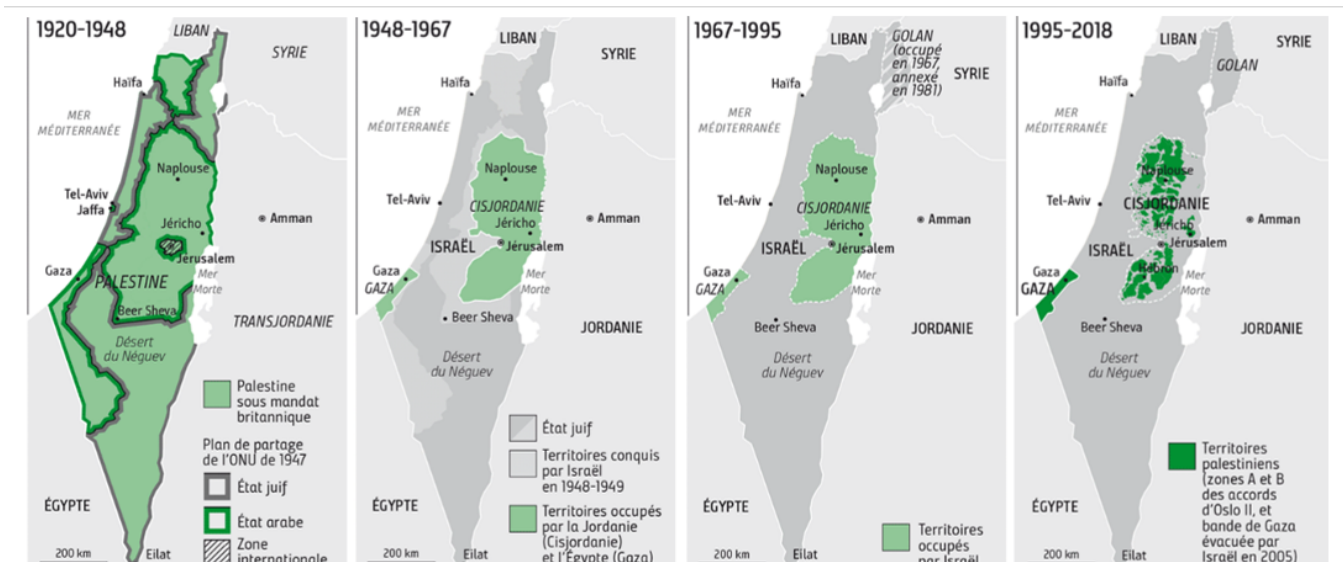 1920-1948
LIBAN
SYRIE
Haïfa
MER
MÉDITERRANÉE
Naplouse
Tel-Aviv
Jaffa
Amman
Jéricho
Jérusalem
Gaza
PALESTINE
Mer
Morte
Beer Sheva
TRANSJORDANIE
Désert
du Néguev
Palestine
sous mandat
britannique
Plan de partage
de l'ONU de 1947
État juif
ÉGYPTE
État arabe
Zone
internationale
200 km
Eilat
1948-1967
LIBAN
SYRIE
Haïfa
MER
MÉDITERRANÉE
Naplouse
Tel-Aviv
CISJORDANIE
Amman
Jéricho
ISRAËL
Jérusalem
Gaza
GAZA
Mer
Morte
Beer Sheva
JORDANIE
Désert
du Néguev
État juif
Territoires conquis
par Israël
en 1948-1949
ÉGYPTE
Territoires occupés
par la Jordanie
(Cisjordanie)
et l'Égypte (Gaza)
200 km
Eilat
1967-1995
LIBAN
GOLAN
(occupé
en 1967,
annexé
en 1981)
SYRIE
Haïfa
MER
MÉDITERRANÉE
Naplouse
Tel-Aviv
CISJORDANIE
Amman
Jéricho
ISRAËL
Jérusalem
Gaza
GAZA
Mer
Morte
Beer Sheva
JORDANIE
Désert
du Néguev
ÉGYPTE
Territoires
occupés
par Israël
200 km
Eilat
1995-2018
LIBAN
SYRIE
GOLAN
Haïfa
MER
MÉDITERRANÉE
Naplouse
Tel-Aviv
CISJORDANIE
Amman
Jéricho
ISRAËL
Jérusalem
Gaza
GAZA
Hébron
Mer
Morte
Beer Sheva
JORDANIE
Désert
du Néguev
Territoires
palestiniens
(zones A et B
des accords
d'Oslo II, et
bande de Gaza
évacuée par
Israël en 2005)
ÉGYPTE
200 km
Eilat